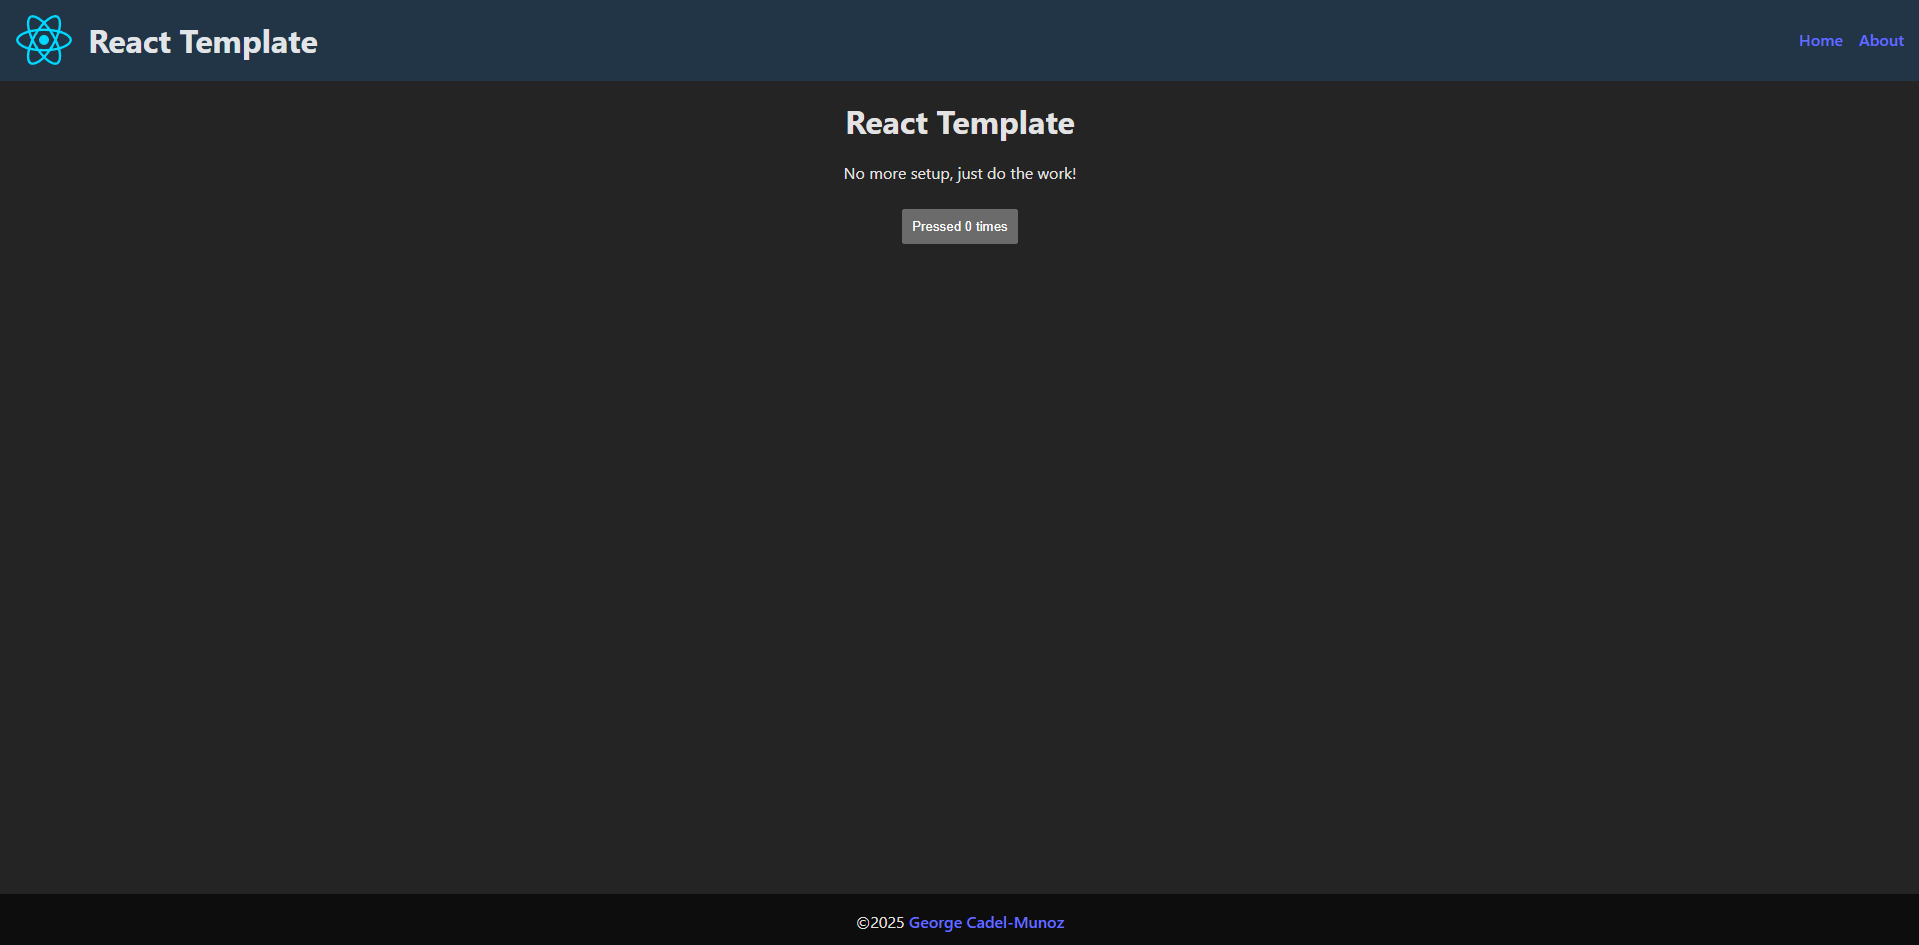 React Template
Home About
React Template
No more setup, just do the work!
Pressed 0 times
©2025 George Cadel-Munoz